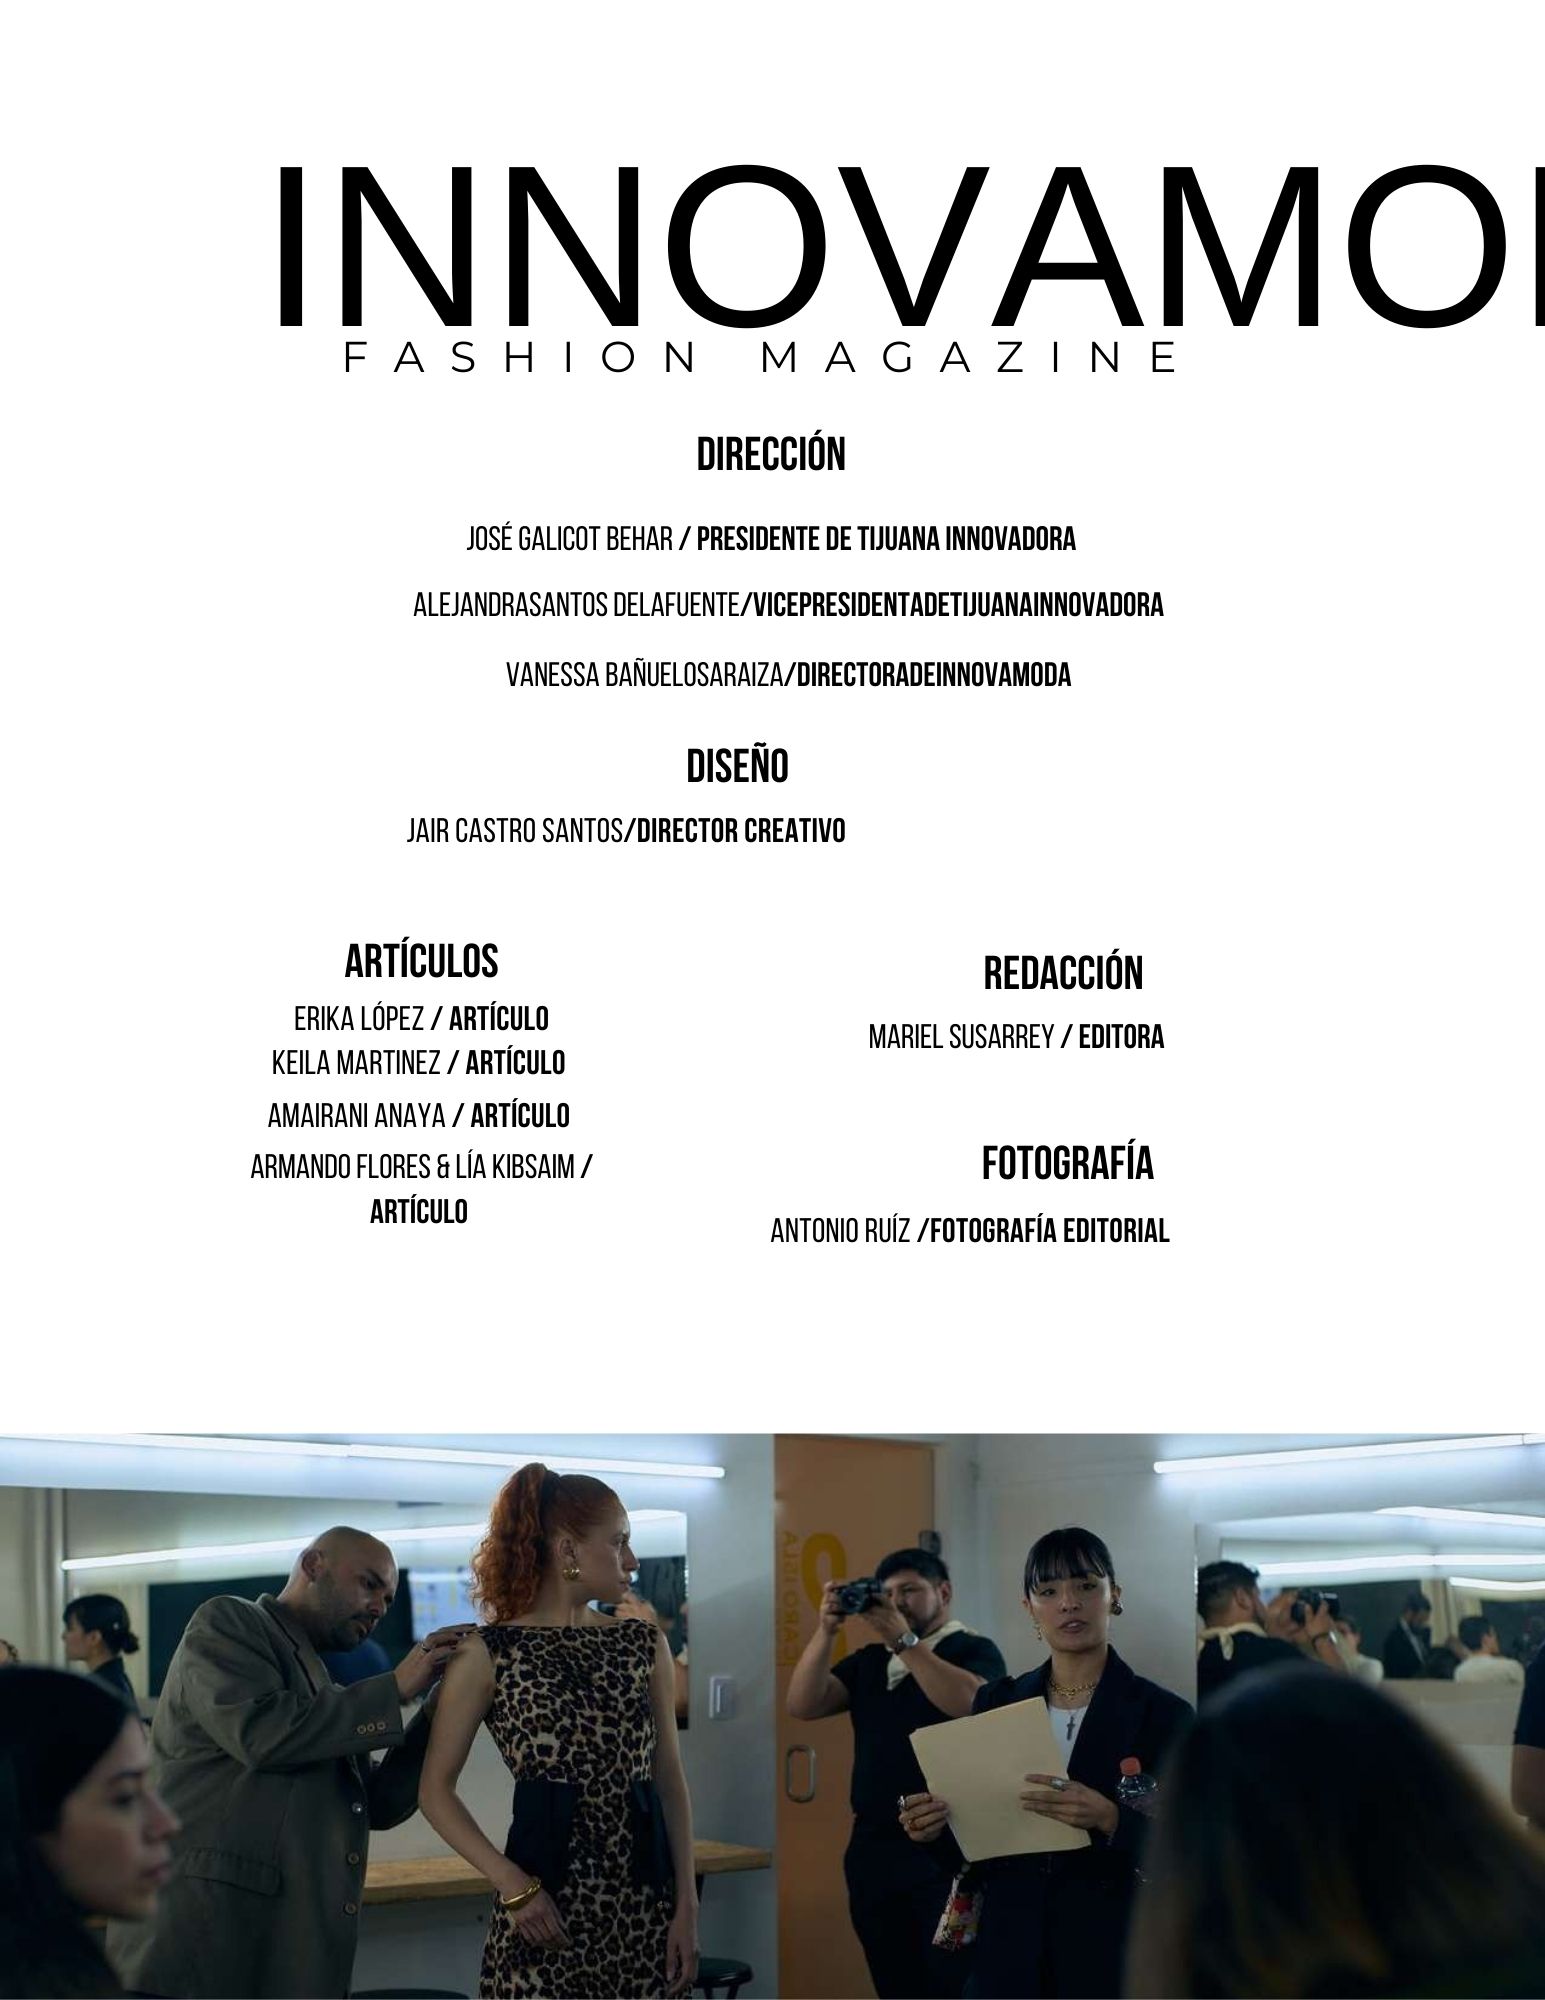 INNOVAMO
FASHION MAGAZINE
DIRECCIÓN
JOSÉ GALICOT BEHAR / PRESIDENTE DE TIJUANA INNOVADORA
ALEJANDRASANTOS DELAFUENTE/VICEPRESIDENTADETIJUANAINNOVADORA
VANESSA BAÑUELOSARAIZA/DIRECTORADEINNOVAMODA
DISEÑO
JAIR CASTRO SANTOS/DIRECTOR CREATIVO
ARTÍCULOS
ERIKA LÓPEZ / ARTÍCULO
KEILA MARTINEZ / ARTÍCULO
AMAIRANI ANAYA / ARTÍCULO
ARMANDO FLORES & LÍA KIBSAIM /
ARTÍCULO
REDACCIÓN
MARIEL SUSARREY / EDITORA
FOTOGRAFÍA
ANTONIO RUÍZ /FOTOGRAFÍA EDITORIAL